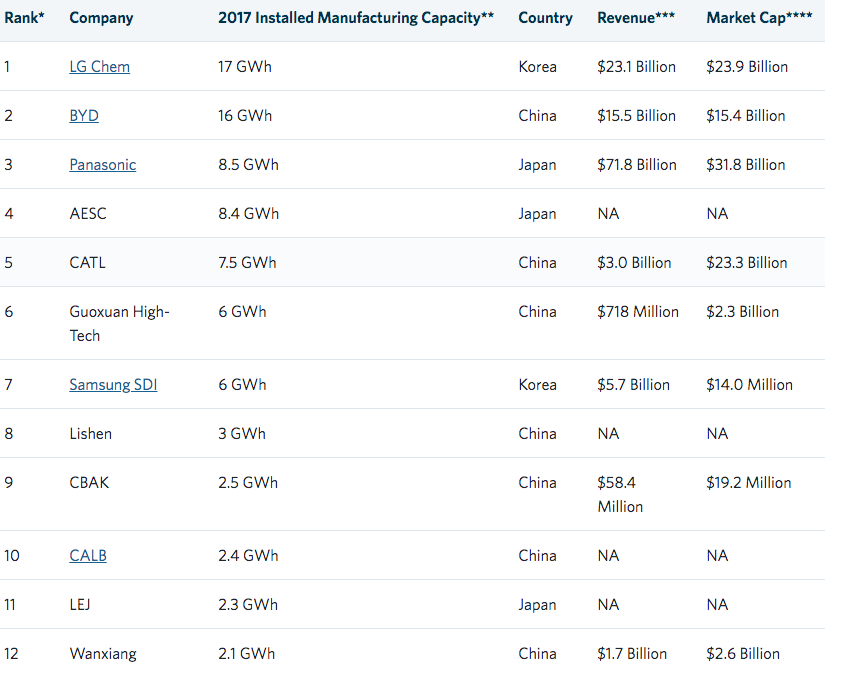 Rank* Company 2017 Installed Manufacturing Capacity** Country Revenue*** Market Cap****
1 LG Chem 17 GWh Korea $23.1 Billion $23.9 Billion
2 BYD 16 GWh China $15.5 Billion $15.4 Billion
3 Panasonic 8.5 GWh Japan $71.8 Billion $31.8 Billion
4 AESC 8.4 GWh Japan NA NA
5 CATL 7.5 GWh China $3.0 Billion $23.3 Billion
6 Guoxuan High- 6 GWh China $718 Million $2.3 Billion
Tech
7 Samsung SDI 6 GWh Korea $5.7 Billion $14.0 Million
8 Lishen 3 GWh China NA NA
9 CBAK 2.5 GWh China $58.4 $19.2 Million
Million
10 CALB 2.4 GWh China NA NA
11 LEJ 2.3 GWh Japan NA NA
12 Wanxiang 2.1 GWh China $1.7 Billion $2.6 Billion